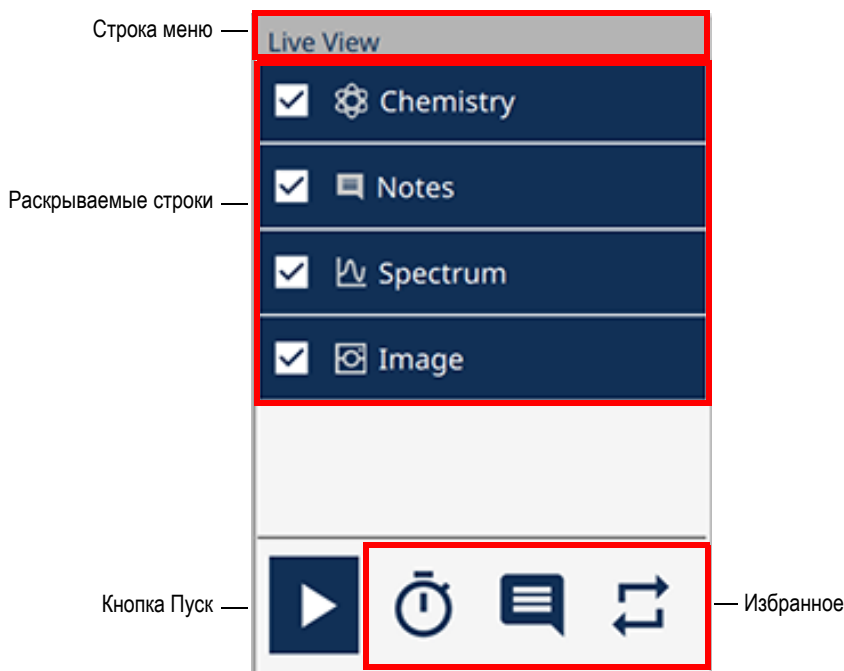 Строка меню
Live View
Chemistry
Раскрываемые строки
Notes
Spectrum
Image
Кнопка Пуск
Избранное